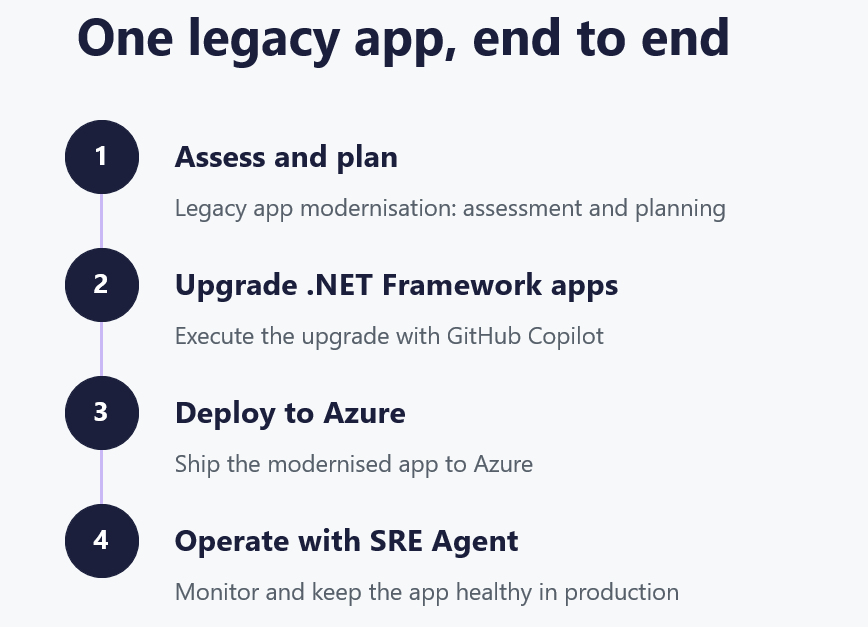 One legacy app, end to end
1
Assess and plan
Legacy app modernisation: assessment and planning
2
Upgrade .NET Framework apps
Execute the upgrade with GitHub Copilot
3
Deploy to Azure
Ship the modernised app to Azure
4
Operate with SRE Agent
Monitor and keep the app healthy in production